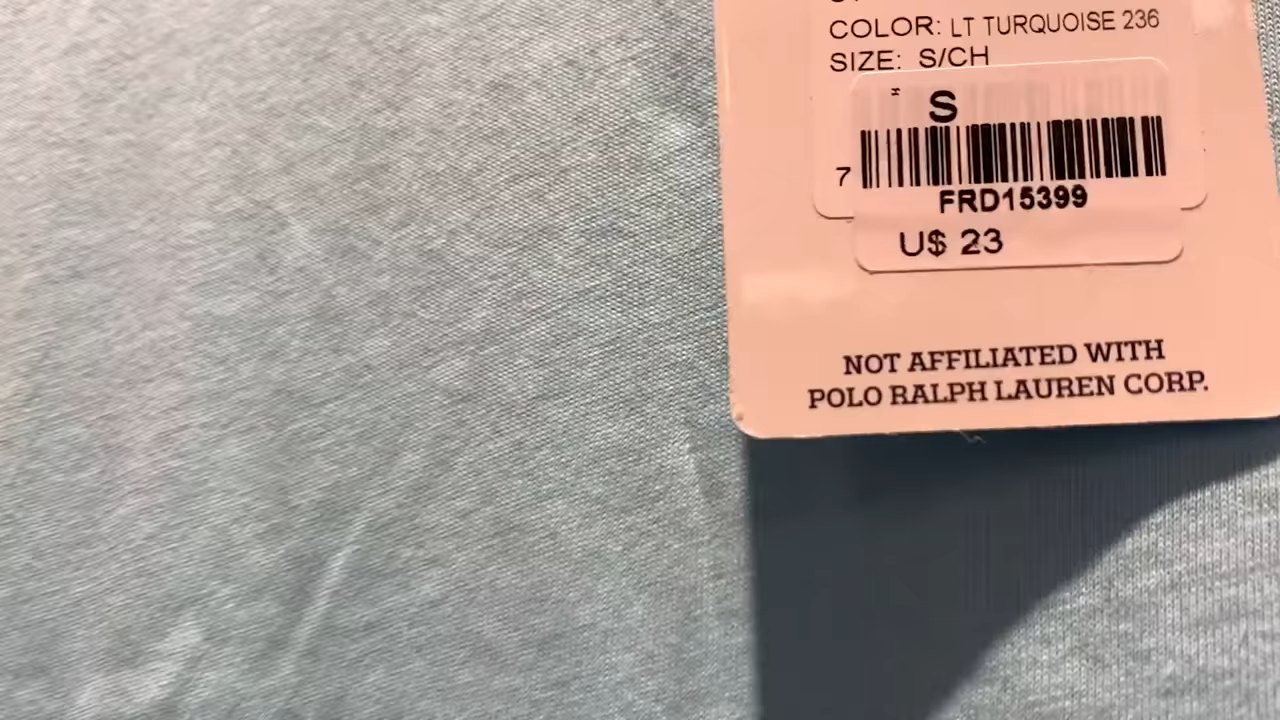 COLOR: LT TURQUOISE 236
SIZE: S/CH
S
7
FRD15399
U$ 23
NOT AFFILIATED WITH
POLO RALPH LAUREN CORP.